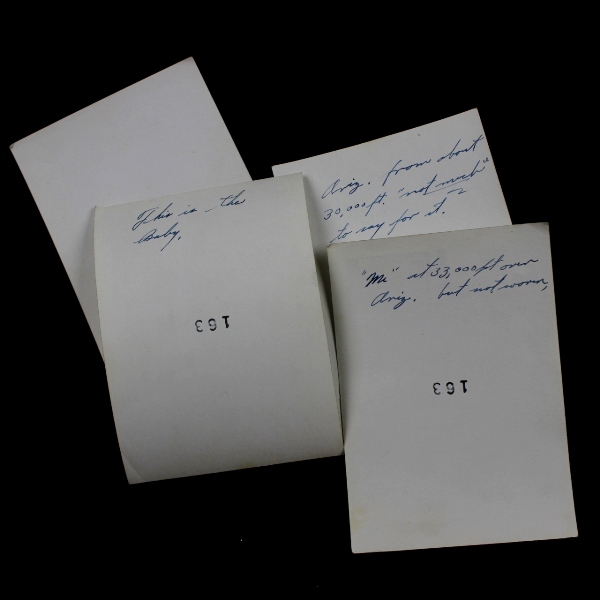 This is the
Baby.
163
Ariz. from about
30,000 ft. "not much"
to say for it.
"Me" at 33,000 ft over
Ariz. but not
163